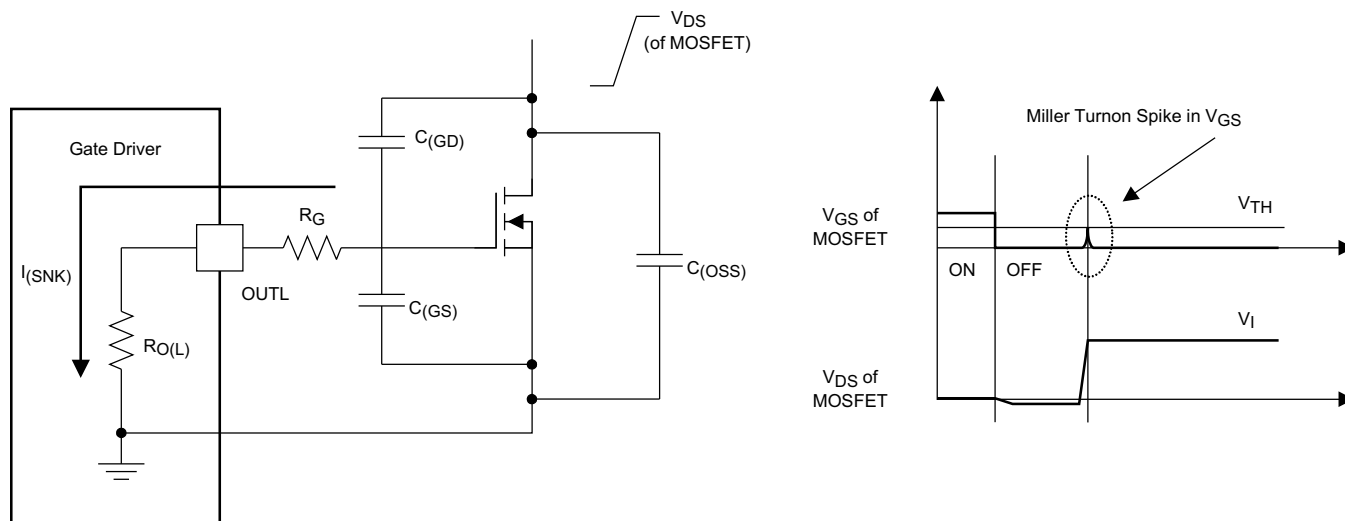 VDS
(of MOSFET)
Gate Driver
C(GD)
RG
I(SNK)
OUTL
C(GS)
C(OSS)
RO(L)
Miller Turnon Spike in VGS
VGS of
MOSFET
VTH
ON
OFF
VI
VDS of
MOSFET